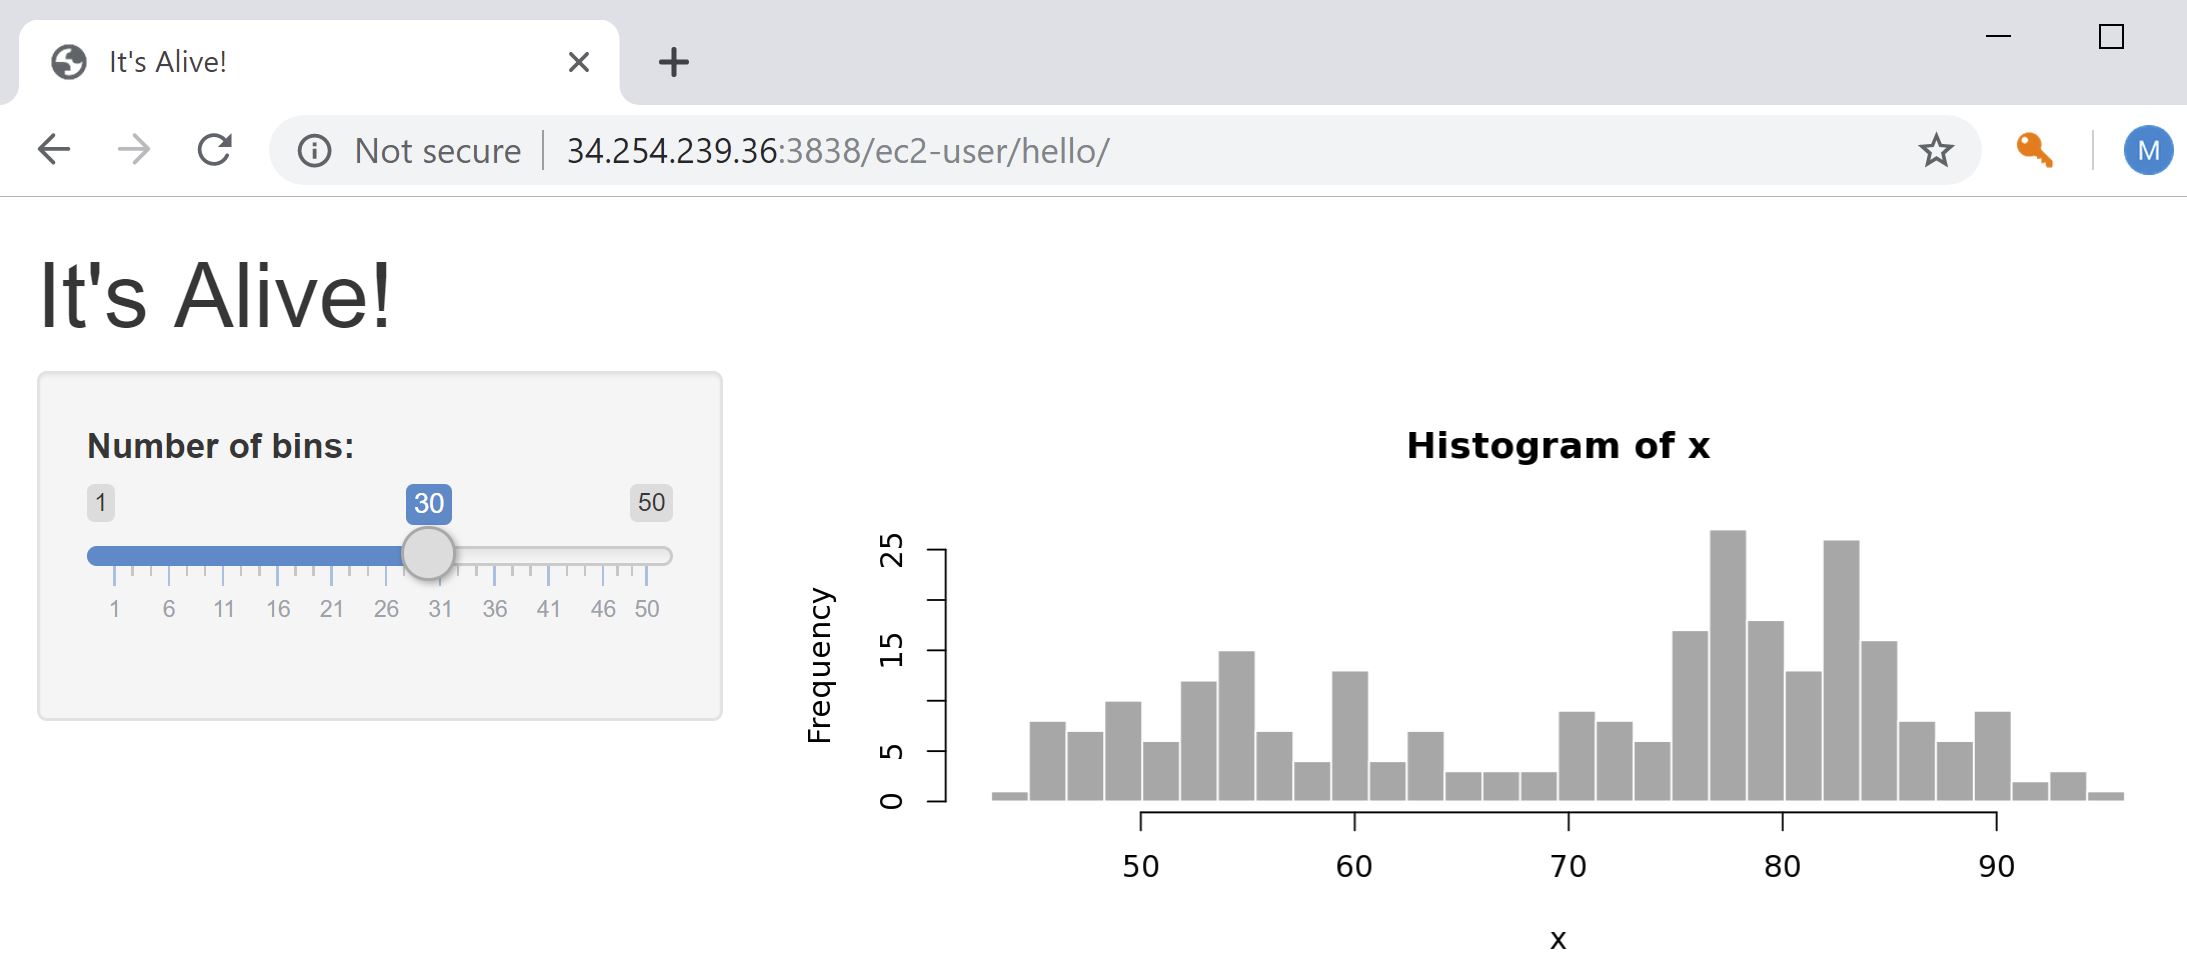 It's Alive!
Not secure 34.254.239.36:3838/ec2-user/hello/
M
It's Alive!
Number of bins:
1 30 50
1 6 11 16 21 26 31 36 41 46 50
Histogram of x
Frequency
25
15
5
0
50 60 70 80 90
x